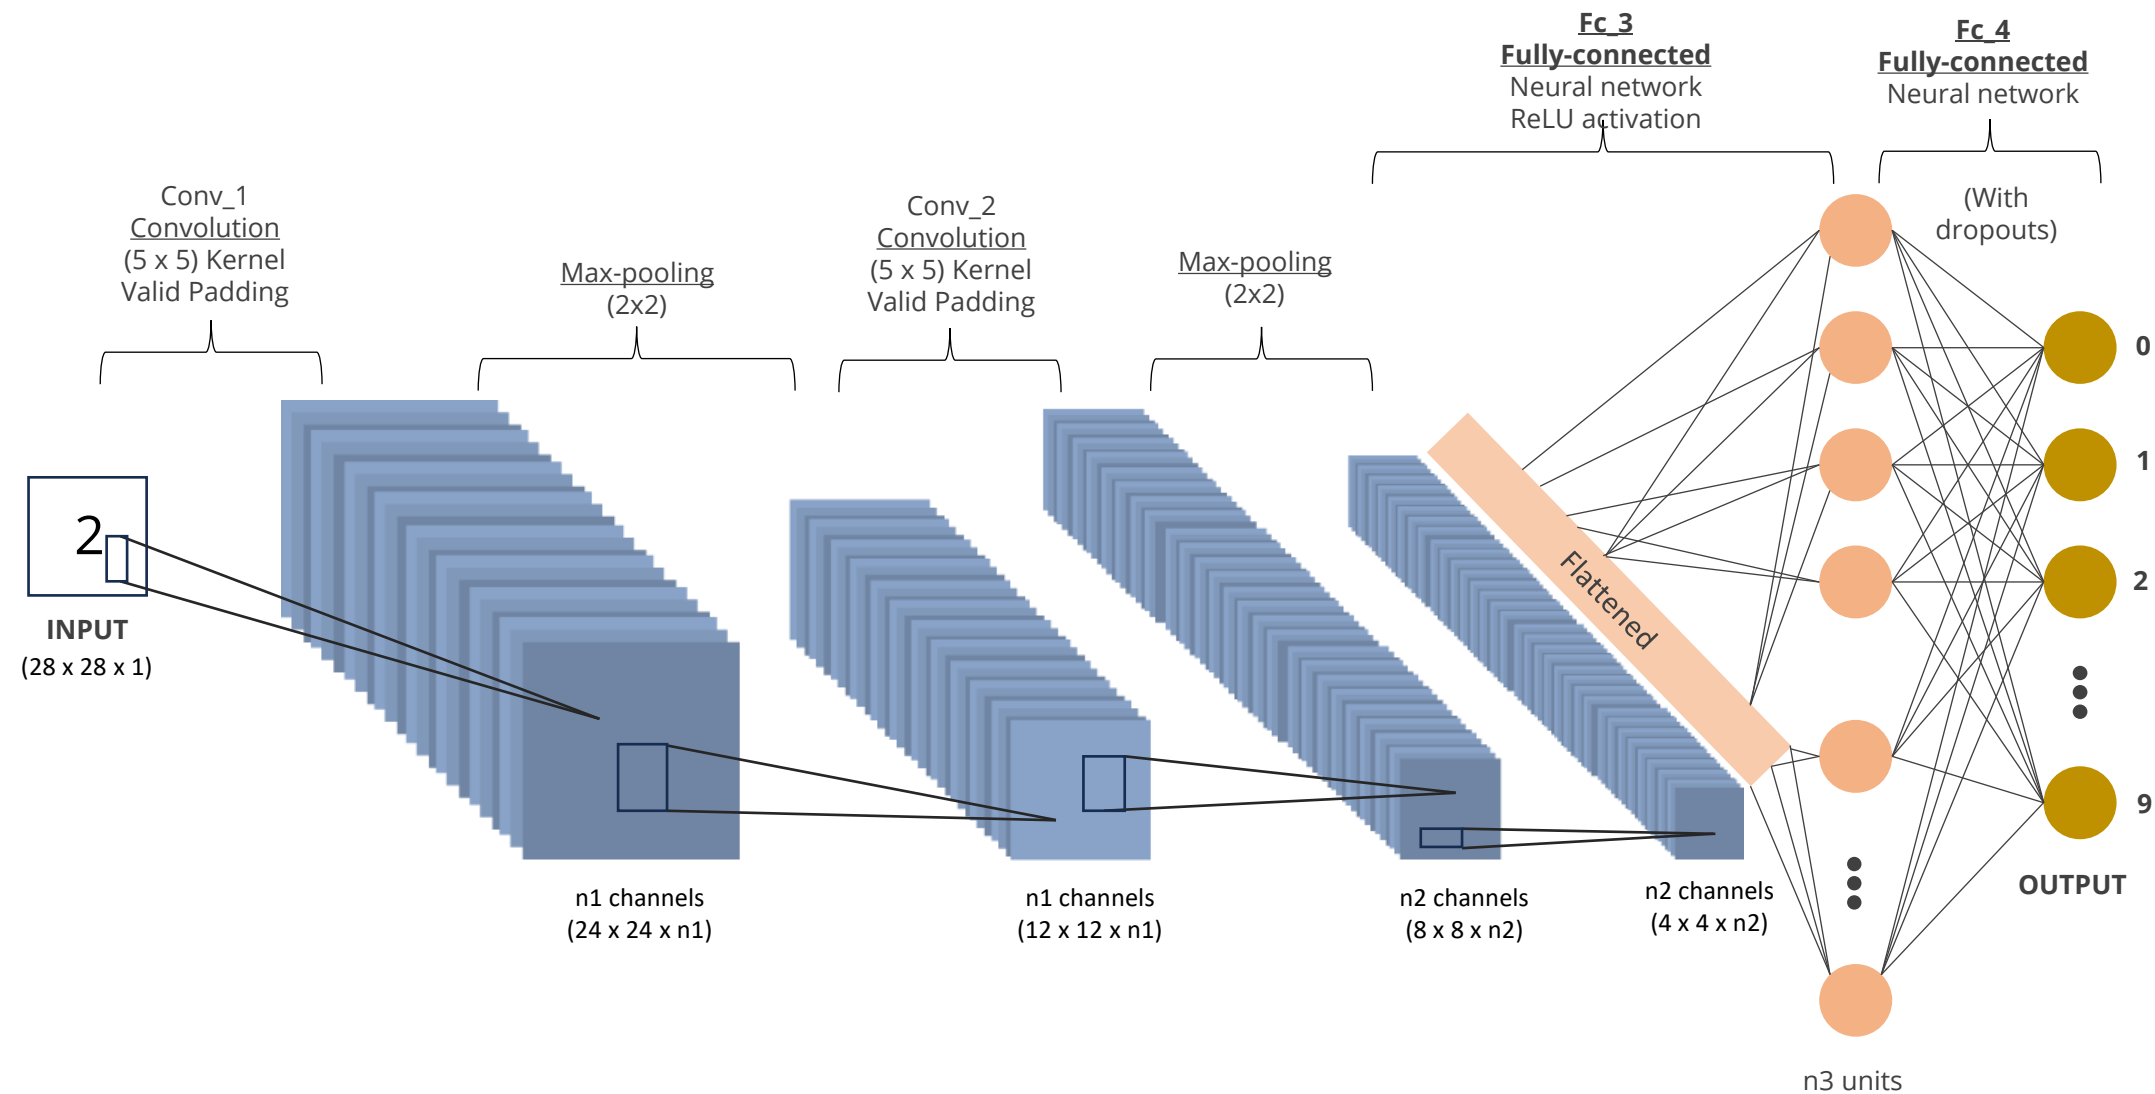 Fc_3
Fully-connected
Neural network
ReLU activation
Fc_4
Fully-connected
Neural network
(With
dropouts)
Conv_1
Convolution
(5 x 5) Kernel
Valid Padding
Max-pooling
(2x2)
Conv_2
Convolution
(5 x 5) Kernel
Valid Padding
Max-pooling
(2x2)
2
INPUT
(28 x 28 x 1)
n1 channels
(24 x 24 x n1)
n1 channels
(12 x 12 x n1)
n2 channels
(8 x 8 x n2)
n2 channels
(4 x 4 x n2)
Flattened
n3 units
0
1
2
9
OUTPUT